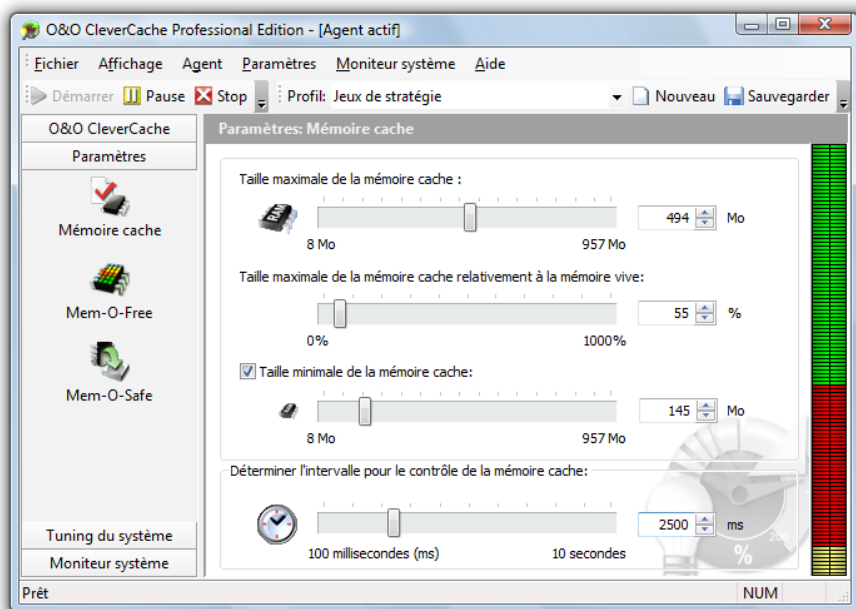 O&O CleverCache Professional Edition - [Agent actif]
Fichier Affichage Agent Paramètres Moniteur système Aide
Démarrer Pause Stop Profil: Jeux de stratégie Nouveau Sauvegarder
O&O CleverCache
Paramètres
Mémoire cache
Mem-O-Free
Mem-O-Safe
Tuning du système
Moniteur système
Paramètres: Mémoire cache
Taille maximale de la mémoire cache :
RAM
494 Mo
8 Mo 957 Mo
Taille maximale de la mémoire cache relativement à la mémoire vive:
55 %
0% 1000%
Taille minimale de la mémoire cache:
145 Mo
8 Mo 957 Mo
Déterminer l'intervalle pour le contrôle de la mémoire cache:
2500 ms
100 millisecondes (ms) 10 secondes
200
%
Prêt NUM